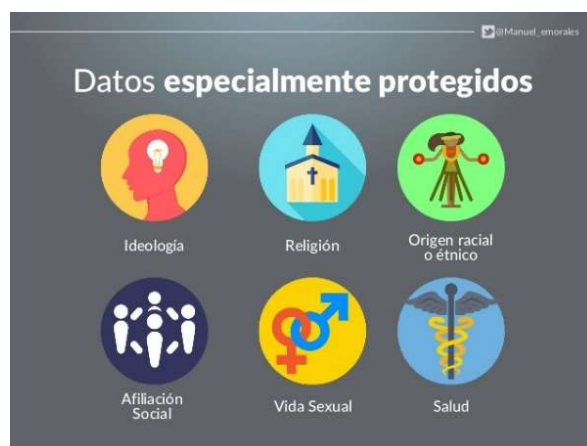 @Manuel_emorales
Datos especialmente protegidos
Ideología
Religión
Origen racial
o étnico
Afiliación
Social
Vida Sexual
Salud